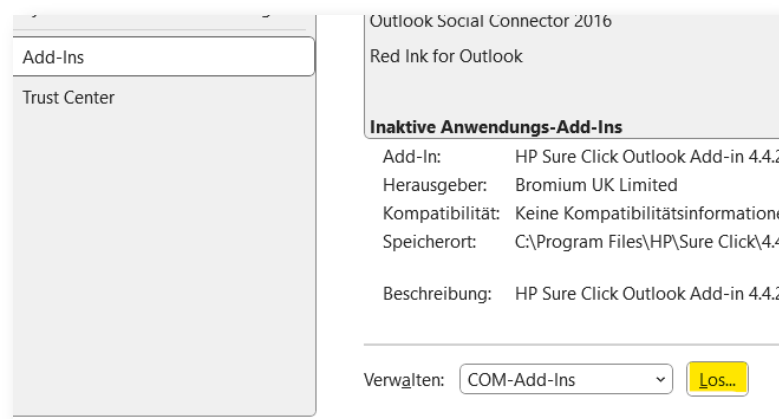 Outlook Social Connector 2016
Add-Ins
Red Ink for Outlook
Trust Center
Inaktive Anwendungs-Add-Ins
Add-In: HP Sure Click Outlook Add-in 4.4.2
Herausgeber: Bromium UK Limited
Kompatibilität: Keine Kompatibilitätsinformatione
Speicherort: C:\Program Files\HP\Sure Click\4.4
Beschreibung: HP Sure Click Outlook Add-in 4.4.2
Verwalten: COM-Add-Ins Los...